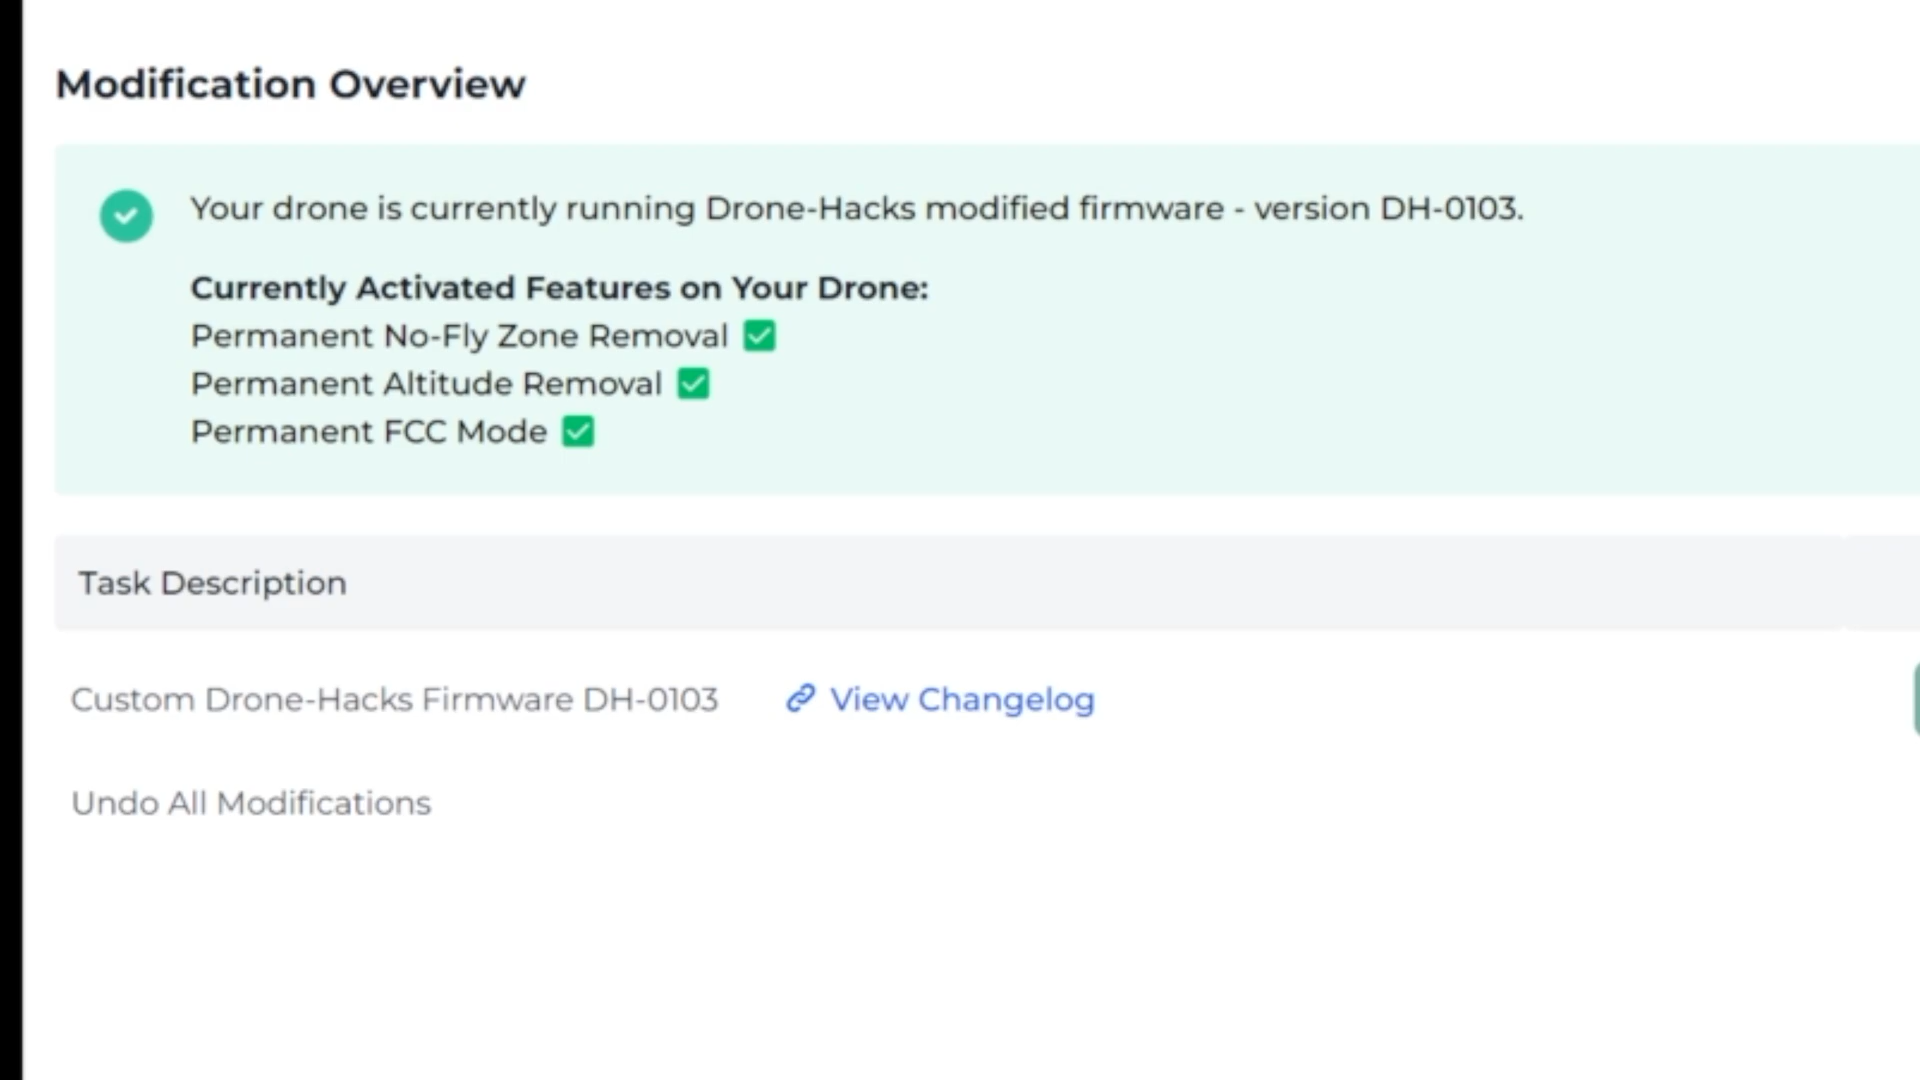 Modification Overview
Your drone is currently running Drone-Hacks modified firmware - version DH-0103.
Currently Activated Features on Your Drone:
Permanent No-Fly Zone Removal ✅
Permanent Altitude Removal ✅
Permanent FCC Mode ✅
Task Description
Custom Drone-Hacks Firmware DH-0103 View Changelog
Undo All Modifications